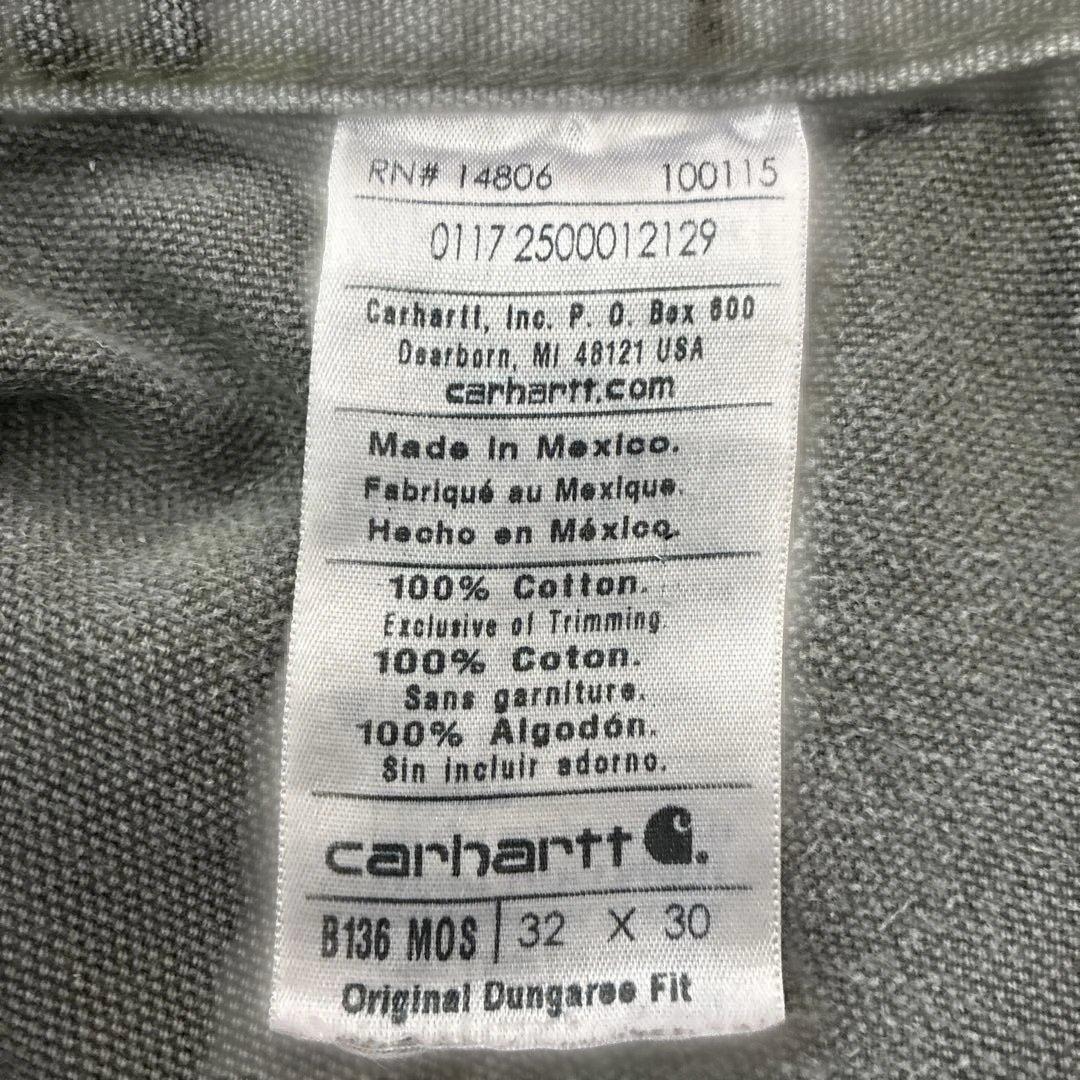 RN# 14806 100115
0117 2500012129
Carhartt, Inc. P. O. Box 600
Dearborn, MI 48121 USA
carhartt.com
Made In Mexico.
Fabriqué au Mexique.
Hecho en México.
100% Cotton.
Exclusive of Trimming
100% Coton.
Sans garniture.
100% Algodón.
Sin incluir adorno.
carhartt
B136 MOS 32 X 30
Original Dungaree Fit